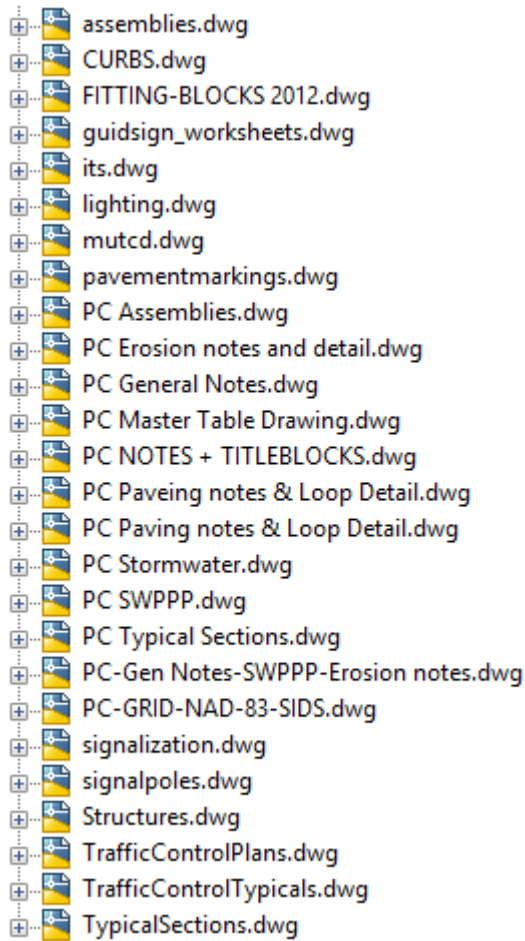 assemblies.dwg
CURBS.dwg
FITTING-BLOCKS 2012.dwg
guidsign_worksheets.dwg
its.dwg
lighting.dwg
mutcd.dwg
pavementmarkings.dwg
PC Assemblies.dwg
PC Erosion notes and detail.dwg
PC General Notes.dwg
PC Master Table Drawing.dwg
PC NOTES + TITLEBLOCKS.dwg
PC Paveing notes & Loop Detail.dwg
PC Paving notes & Loop Detail.dwg
PC Stormwater.dwg
PC SWPPP.dwg
PC Typical Sections.dwg
PC-Gen Notes-SWPPP-Erosion notes.dwg
PC-GRID-NAD-83-SIDS.dwg
signalization.dwg
signalpoles.dwg
Structures.dwg
TrafficControlPlans.dwg
TrafficControlTypicals.dwg
TypicalSections.dwg